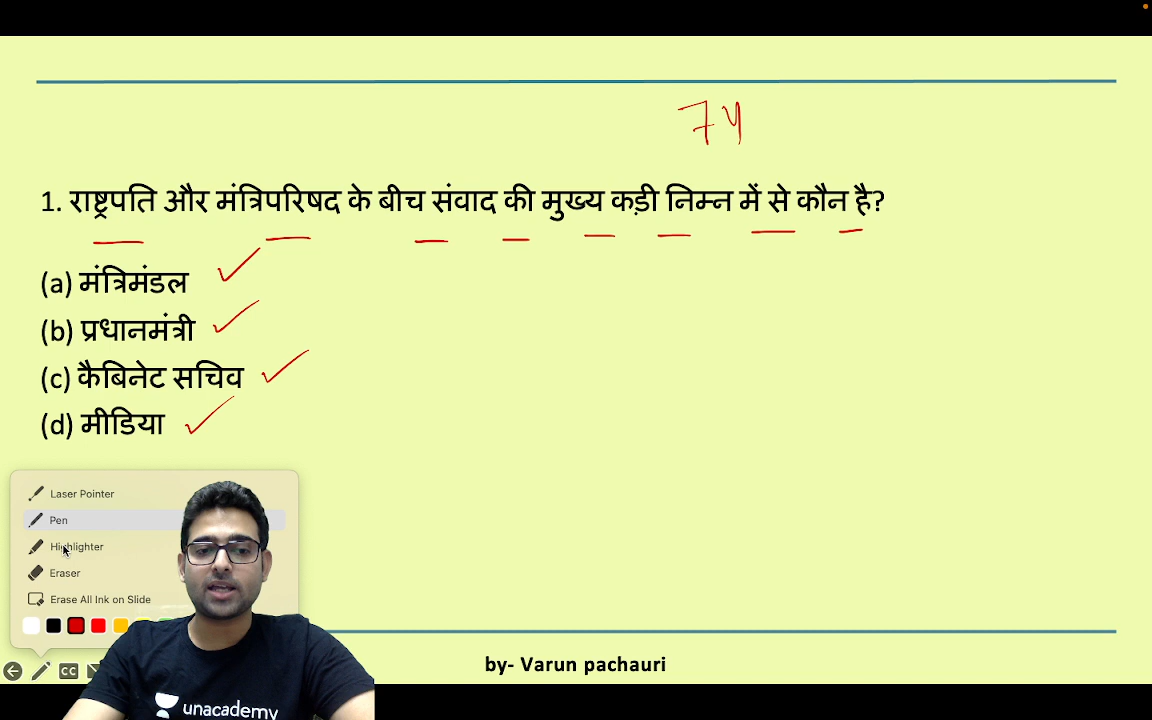 74
1. राष्ट्रपति और मंत्रिपरिषद के बीच संवाद की मुख्य कड़ी निम्न में से कौन है?
(a) मंत्रिमंडल
(b) प्रधानमंत्री
(c) कैबिनेट सचिव
(d) मीडिया
Laser Pointer
Pen
Highlighter
Eraser
Erase All Ink on Slide
CC
by- Varun pachauri
unacademy